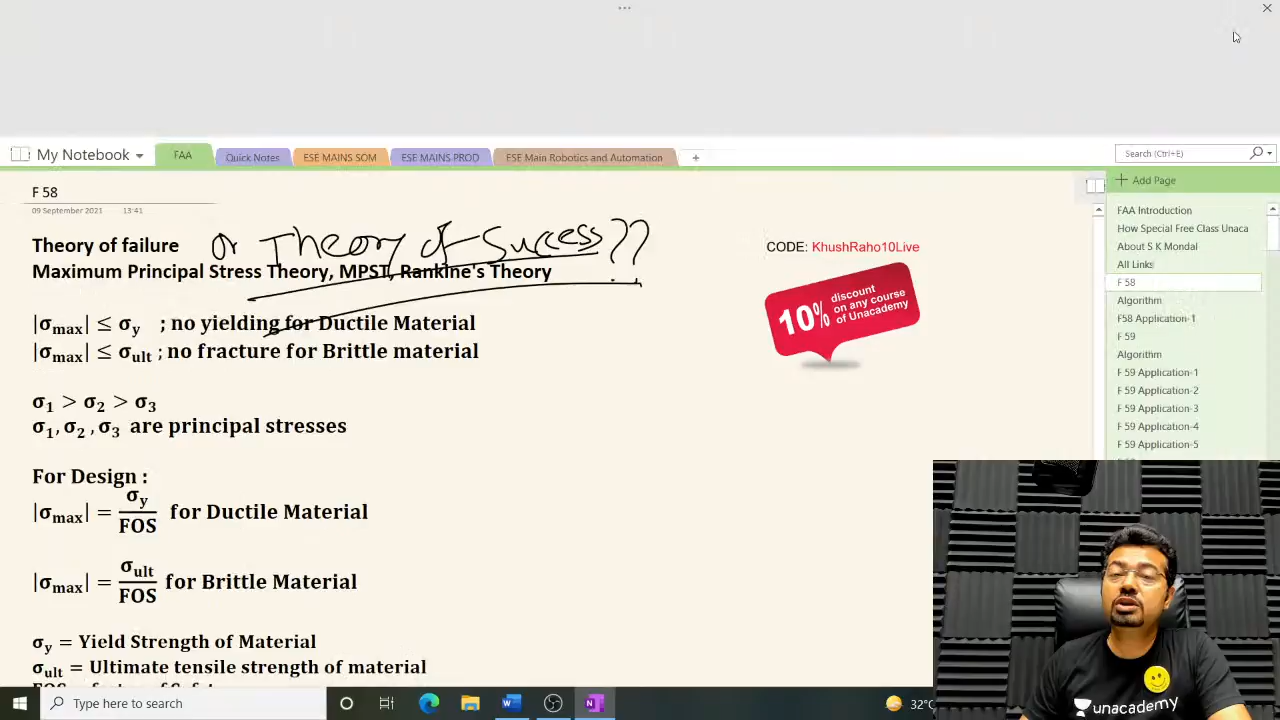 My Notebook
FAA
Quick Notes
ESE MAINS SOM
ESE MAINS PROD
ESE Main Robotics and Automation
Search (Ctrl+E)
Add Page
F 58
09 September 2021 13:41
Theory of failure or Theory of Sucess??
Maximum Principal Stress Theory, MPST, Rankine's Theory
|σmax| ≤ σy ; no yielding for Ductile Material
|σmax| ≤ σult ; no fracture for Brittle material
σ1 > σ2 > σ3
σ1, σ2 , σ3 are principal stresses
For Design :
|σmax| = σy/FOS for Ductile Material
|σmax| = σult/FOS for Brittle Material
σy = Yield Strength of Material
σult = Ultimate tensile strength of material
CODE: KhushRaho10Live
10% discount
on any course
of Unacademy
FAA Introduction
How Special Free Class Unaca
About S K Mondal
All Links
F 58
Algorithm
F58 Application-1
F 59
Algorithm
F 59 Application-1
F 59 Application-2
F 59 Application-3
F 59 Application-4
F 59 Application-5
unacademy
Type here to search
32°C